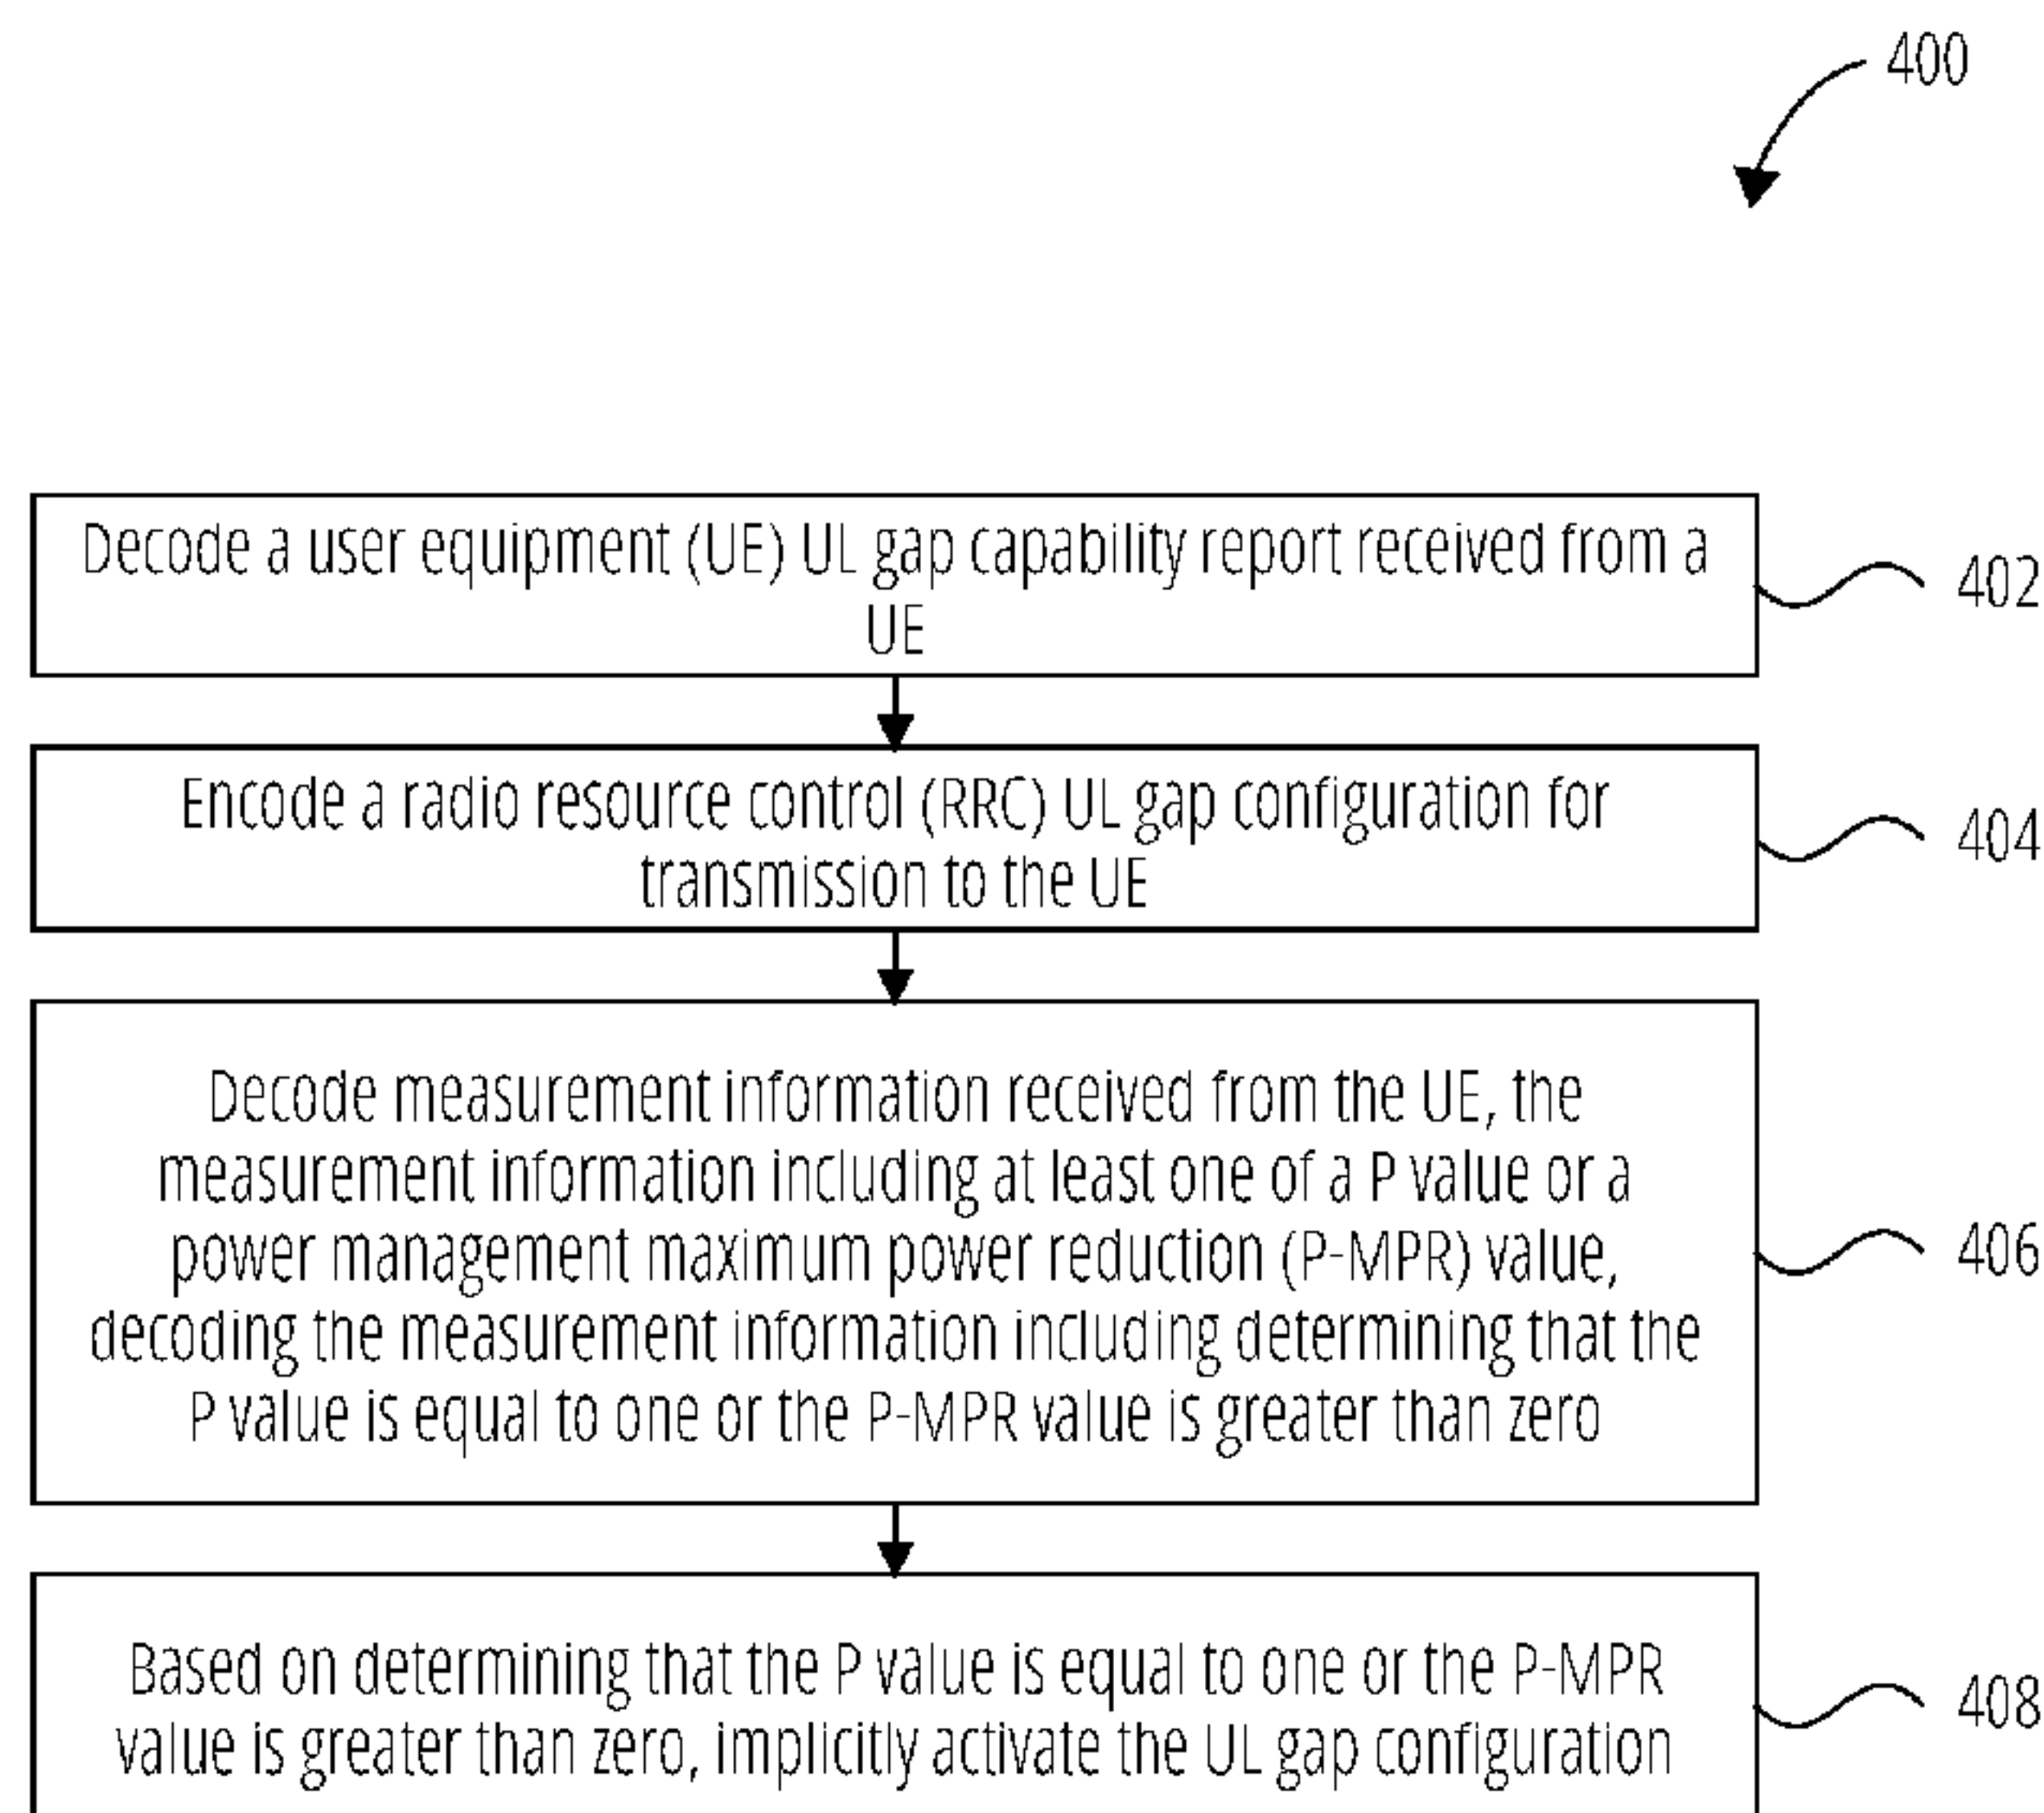 400
Decode a user equipment (UE) UL gap capability report received from a
UE
402
Encode a radio resource control (RRC) UL gap configuration for
transmission to the UE
404
Decode measurement information received from the UE, the
measurement information including at least one of a P value or a
power management maximum power reduction (P-MPR) value,
decoding the measurement information including determining that the
P value is equal to one or the P-MPR value is greater than zero
406
Based on determining that the P value is equal to one or the P-MPR
value is greater than zero, implicitly activate the UL gap configuration
408